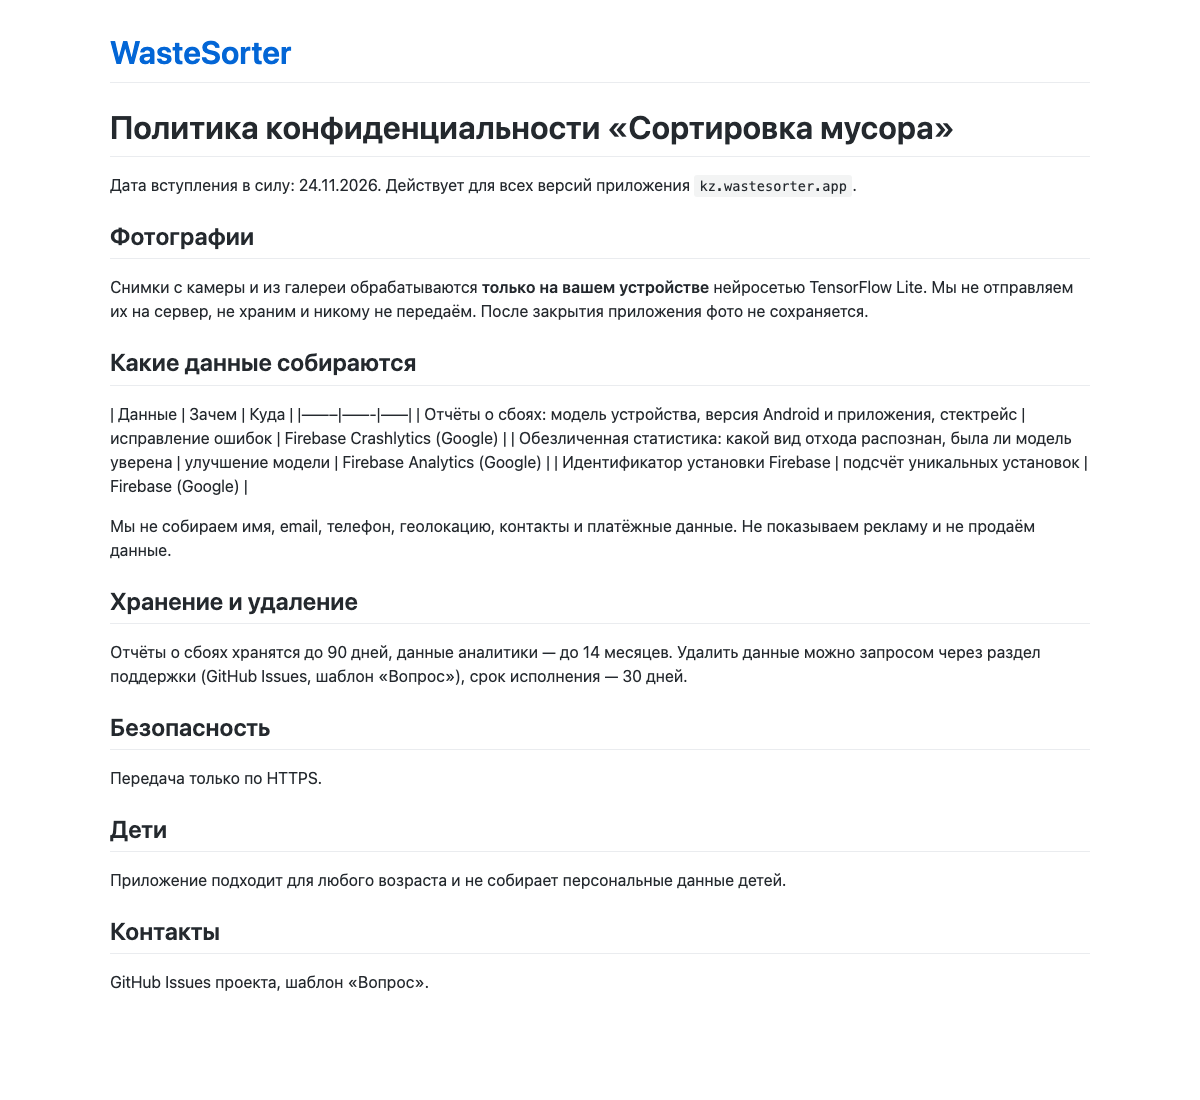 WasteSorter
Политика конфиденциальности «Сортировка мусора»
Дата вступления в силу: 24.11.2026. Действует для всех версий приложения kz.wastesorter.app.
Фотографии
Снимки с камеры и из галереи обрабатываются только на вашем устройстве нейросетью TensorFlow Lite. Мы не отправляем
их на сервер, не храним и никому не передаём. После закрытия приложения фото не сохраняется.
Какие данные собираются
| Данные | Зачем | Куда | |——–|——-|——| | Отчёты о сбоях: модель устройства, версия Android и приложения, стектрейс |
исправление ошибок | Firebase Crashlytics (Google) | | Обезличенная статистика: какой вид отхода распознан, была ли модель
уверена | улучшение модели | Firebase Analytics (Google) | | Идентификатор установки Firebase | подсчёт уникальных установок |
Firebase (Google) |
Мы не собираем имя, email, телефон, геолокацию, контакты и платёжные данные. Не показываем рекламу и не продаём
данные.
Хранение и удаление
Отчёты о сбоях хранятся до 90 дней, данные аналитики — до 14 месяцев. Удалить данные можно запросом через раздел
поддержки (GitHub Issues, шаблон «Вопрос»), срок исполнения — 30 дней.
Безопасность
Передача только по HTTPS.
Дети
Приложение подходит для любого возраста и не собирает персональные данные детей.
Контакты
GitHub Issues проекта, шаблон «Вопрос».